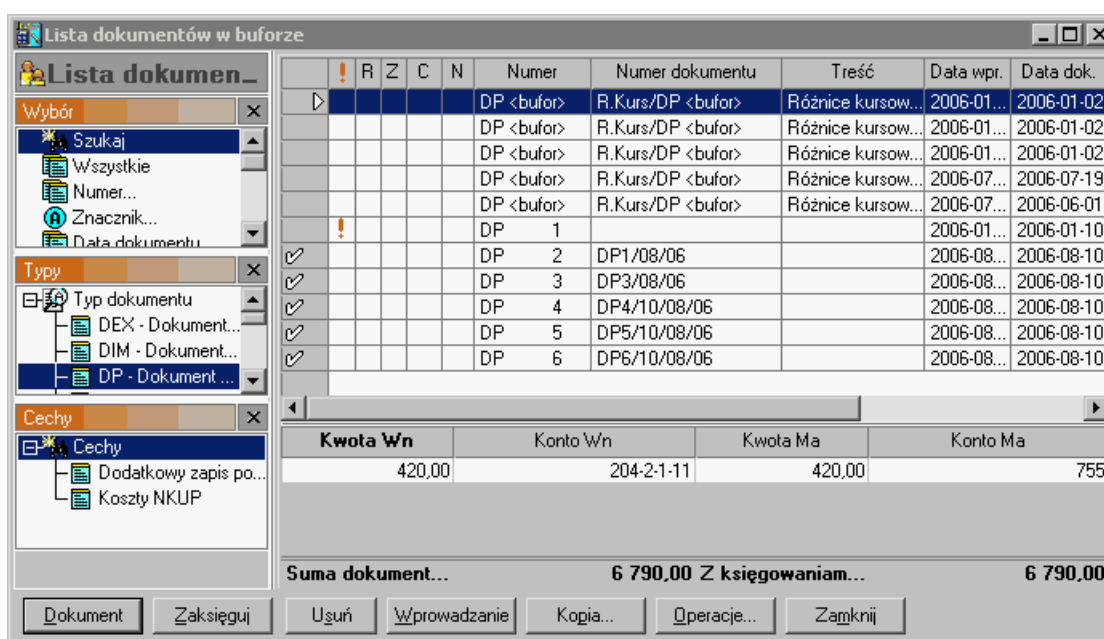 Lista dokumentów w buforze
Lista dokumen...
Wybór
Szukaj
Wszystkie
Numer...
Znacznik...
Data dokumentu
Typy
Typ dokumentu
DEX - Dokument...
DIM - Dokument...
DP - Dokument ...
Cechy
Cechy
Dodatkowy zapis po...
Koszty NKUP
! R Z C N Numer Numer dokumentu Treść Data wpr. Data dok.
DP <bufor> R.Kurs/DP <bufor> Różnice kursow... 2006-01... 2006-01-02
DP <bufor> R.Kurs/DP <bufor> Różnice kursow... 2006-01... 2006-01-02
DP <bufor> R.Kurs/DP <bufor> Różnice kursow... 2006-01... 2006-01-02
DP <bufor> R.Kurs/DP <bufor> Różnice kursow... 2006-07... 2006-07-19
DP <bufor> R.Kurs/DP <bufor> Różnice kursow... 2006-07... 2006-06-01
! DP 1 2006-01... 2006-01-10
DP 2 DP1/08/06 2006-08... 2006-08-10
DP 3 DP3/08/06 2006-08... 2006-08-10
DP 4 DP4/10/08/06 2006-08... 2006-08-10
DP 5 DP5/10/08/06 2006-08... 2006-08-10
DP 6 DP6/10/08/06 2006-08... 2006-08-10
Kwota Wn Konto Wn Kwota Ma Konto Ma
420,00 204-2-1-11 420,00 755
Suma dokument... 6 790,00 Z księgowaniam... 6 790,00
Dokument Zaksięguj Usuń Wprowadzanie Kopia... Operacje... Zamknij